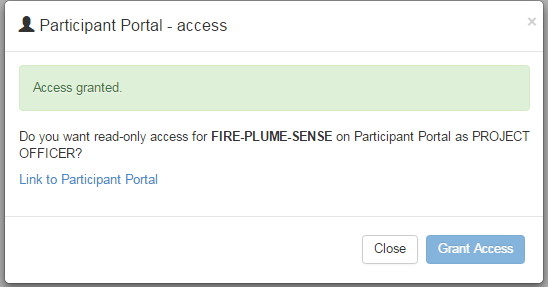 Participant Portal - access
×
Access granted.
Do you want read-only access for FIRE-PLUME-SENSE on Participant Portal as PROJECT
OFFICER?
Link to Participant Portal
Close
Grant Access